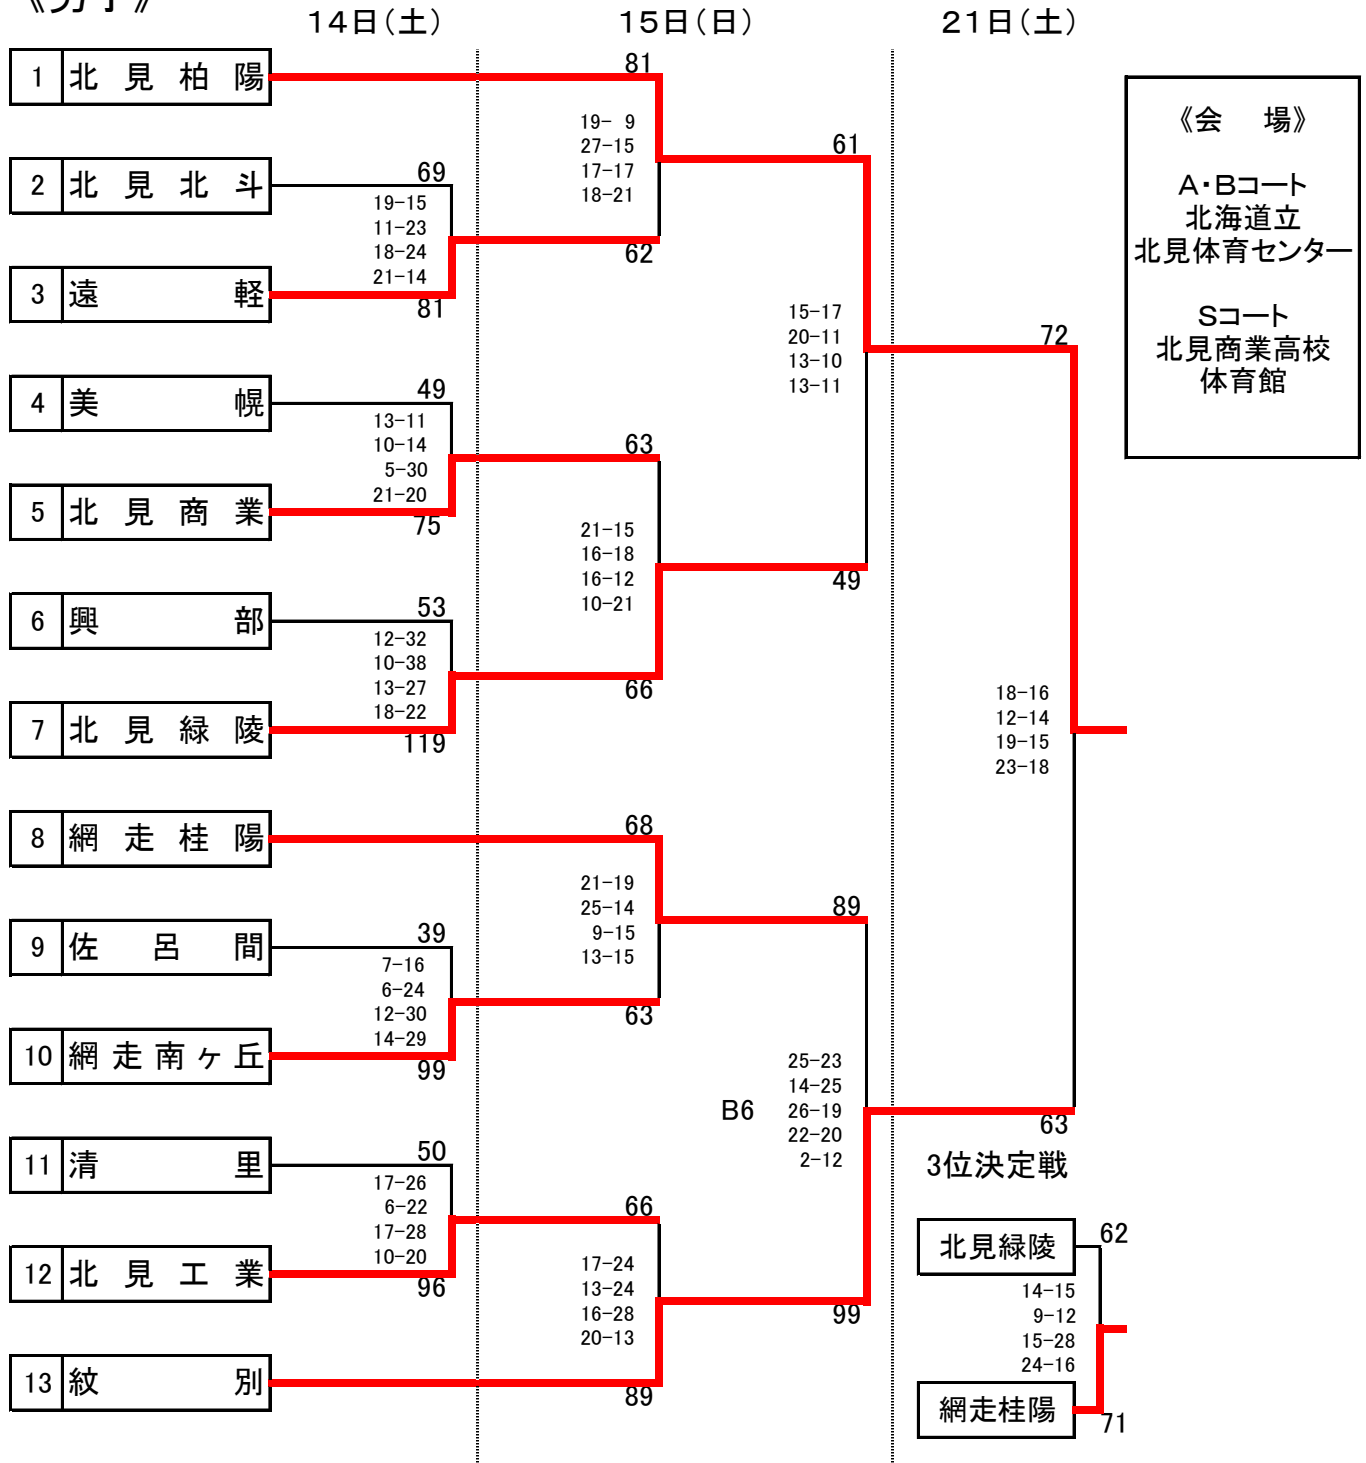 《男子》
14日（土）
15日（日）
21日（土）
1 北見柏陽
81
19- 9
27-15
17-17
18-21
62
2 北見北斗
69
19-15
11-23
18-24
21-14
81
3 遠軽
61
15-17
20-11
13-10
13-11
49
4 美幌
49
13-11
10-14
5-30
21-20
75
5 北見商業
63
21-15
16-18
16-12
10-21
66
6 興部
53
12-32
10-38
13-27
18-22
119
7 北見緑陵
72
18-16
12-14
19-15
23-18
63
8 網走桂陽
68
21-19
25-14
9-15
13-15
63
9 佐呂間
39
7-16
6-24
12-30
14-29
99
10 網走南ヶ丘
89
B6
25-23
14-25
26-19
22-20
2-12
99
11 清里
50
17-26
6-22
17-28
10-20
96
12 北見工業
66
17-24
13-24
16-28
20-13
89
13 紋別
3位決定戦
北見緑陵
62
14-15
9-12
15-28
24-16
71
網走桂陽
《会 場》
A・Bコート
北海道立
北見体育センター
Sコート
北見商業高校
体育館